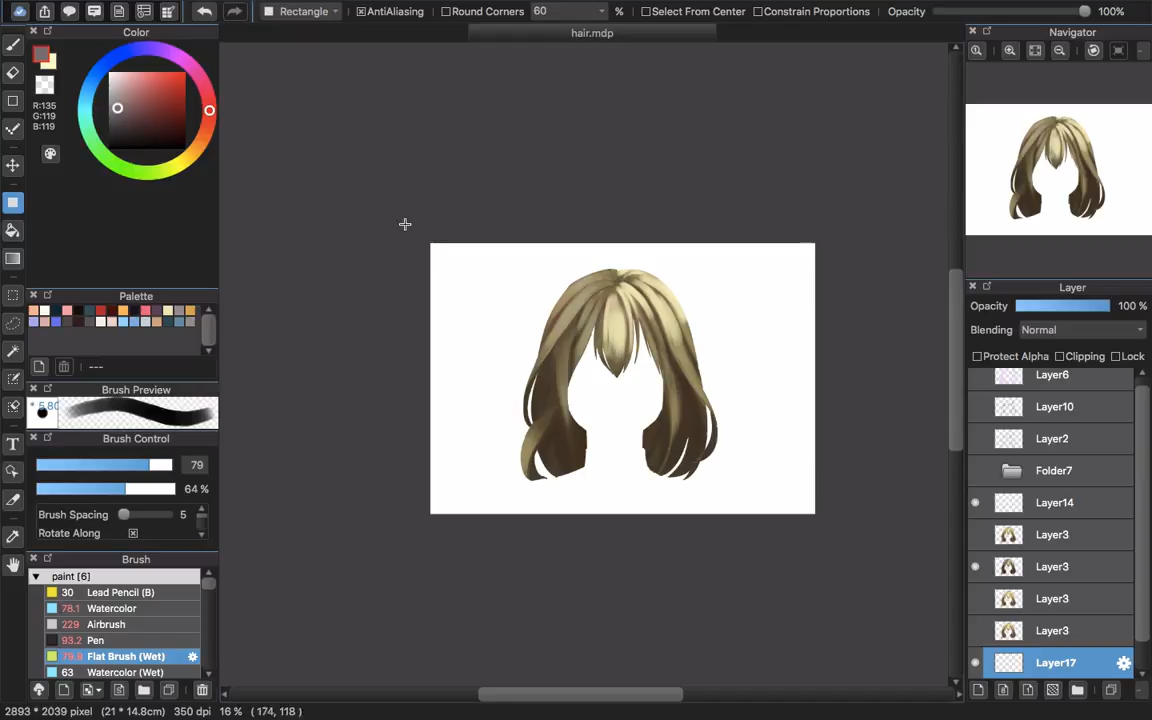 Rectangle
AntiAliasing
Round Corners
60
%
Select From Center
Constrain Proportions
Opacity
100%
Color
hair.mdp
Navigator
R:135
G:119
B:119
Palette
---
Brush Preview
Brush Control
79
64 %
Brush Spacing
5
Rotate Along
Brush
paint [6]
30 Lead Pencil (B)
78.1 Watercolor
229 Airbrush
93.2 Pen
79.9 Flat Brush (Wet)
63 Watercolor (Wet)
Layer
Opacity
100 %
Blending
Normal
Protect Alpha
Clipping
Lock
Layer6
Layer10
Layer2
Folder7
Layer14
Layer3
Layer3
Layer3
Layer3
Layer17
2893 * 2039 pixel (21 * 14.8cm) 350 dpi 16 % ( 174, 118 )